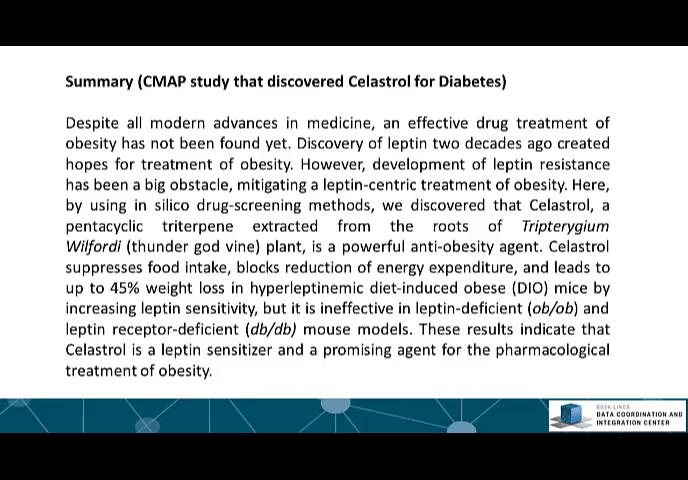 Summary (CMAP study that discovered Celastrol for Diabetes)
Despite all modern advances in medicine, an effective drug treatment of
obesity has not been found yet. Discovery of leptin two decades ago created
hopes for treatment of obesity. However, development of leptin resistance
has been a big obstacle, mitigating a leptin-centric treatment of obesity. Here,
by using in silico drug-screening methods, we discovered that Celastrol, a
pentacyclic triterpene extracted from the roots of Tripterygium
Wilfordi (thunder god vine) plant, is a powerful anti-obesity agent. Celastrol
suppresses food intake, blocks reduction of energy expenditure, and leads to
up to 45% weight loss in hyperleptinemic diet-induced obese (DIO) mice by
increasing leptin sensitivity, but it is ineffective in leptin-deficient (ob/ob) and
leptin receptor-deficient (db/db) mouse models. These results indicate that
Celastrol is a leptin sensitizer and a promising agent for the pharmacological
treatment of obesity.
BD2K-LINCS
DATA COORDINATION AND
INTEGRATION CENTER